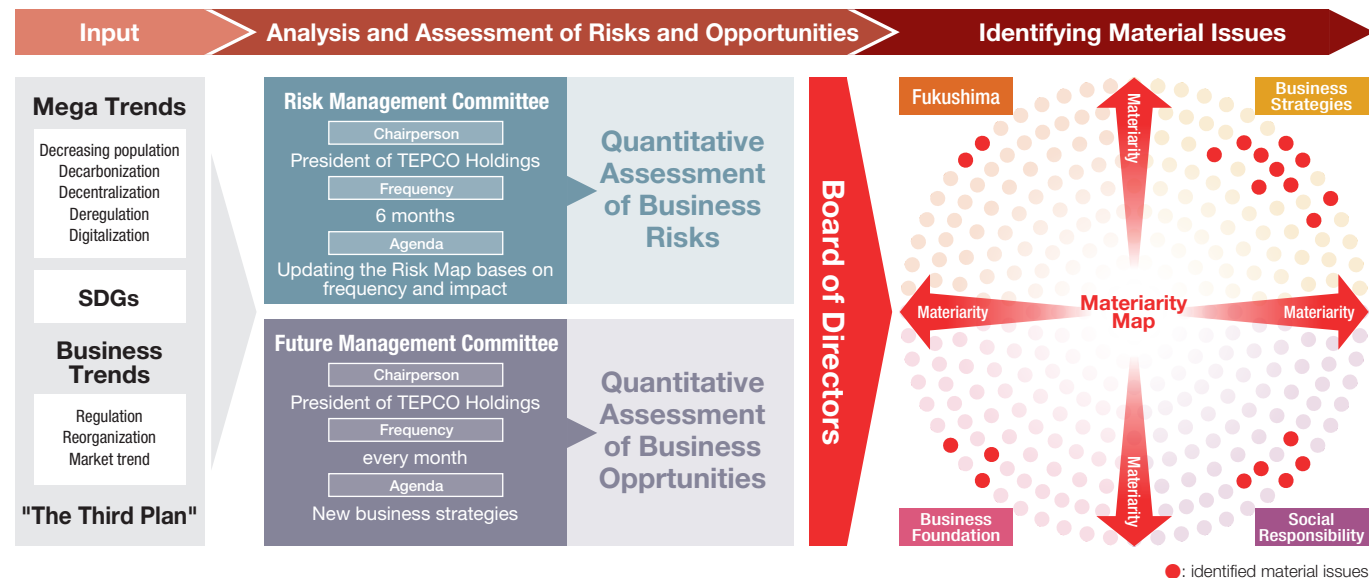 Input
Analysis and Assessment of Risks and Opportunities
Identifying Material Issues
Mega Trends
Decreasing population
Decarbonization
Decentralization
Deregulation
Digitalization
SDGs
Business
Trends
Regulation
Reorganization
Market trend
"The Third Plan"
Risk Management Committee
Chairperson
President of TEPCO Holdings
Frequency
6 months
Agenda
Updating the Risk Map bases on
frequency and impact
Quantitative
Assessment
of Business
Risks
Future Management Committee
Chairperson
President of TEPCO Holdings
Frequency
every month
Agenda
New business strategies
Quantitative
Assessment
of Business
Opprtunities
Board of Directors
Fukushima
Business
Strategies
Materiarity
Materiarity
Materiarity
Map
Materiarity
Materiarity
Business
Foundation
Social
Responsibility
: identified material issues